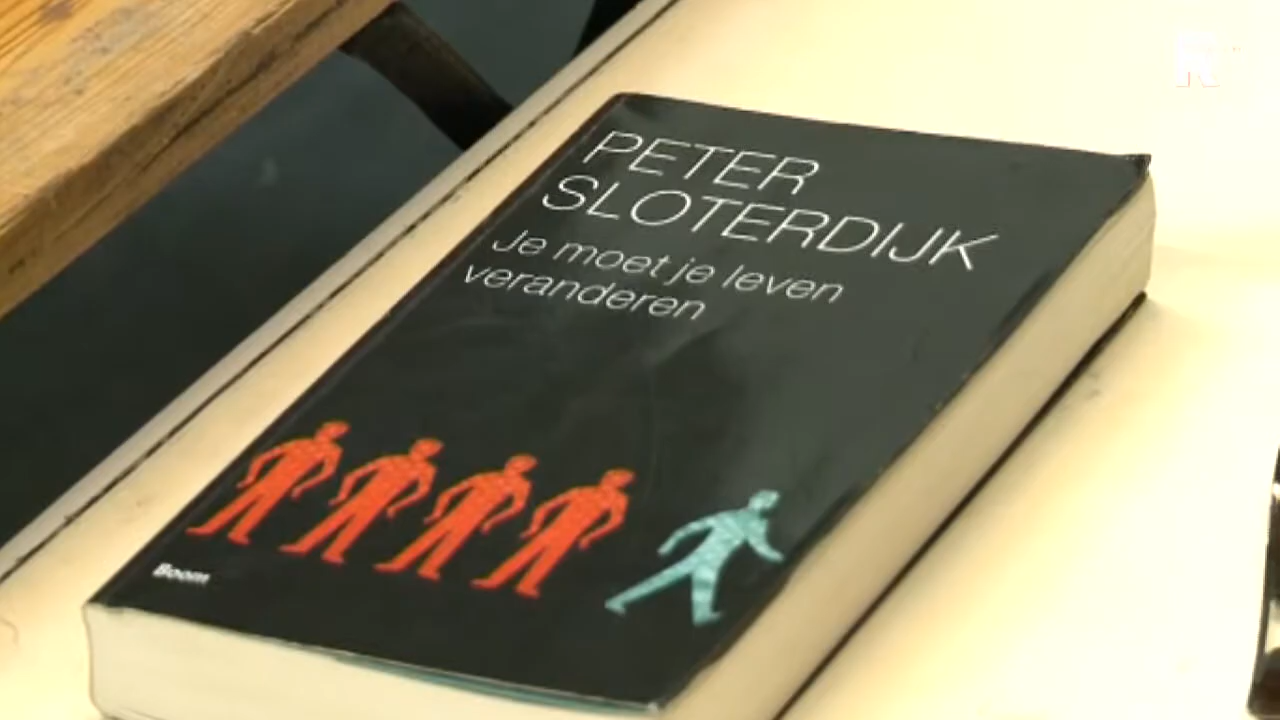 PETER
SLOTERDIJK
Je moet je leven
veranderen
Boom